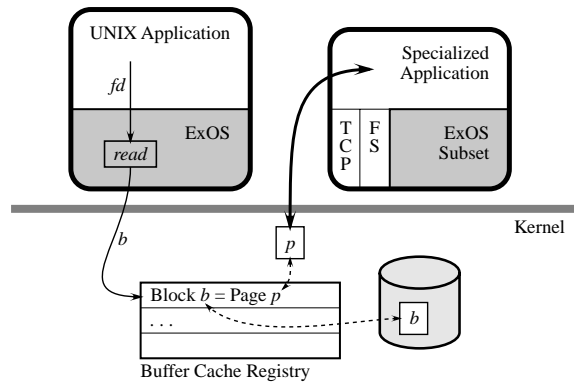 UNIX Application
fd
ExOS
read
Specialized
Application
T
C
P
F
S
ExOS
Subset
Kernel
b
p
Block b = Page p
. . .
b
Buffer Cache Registry